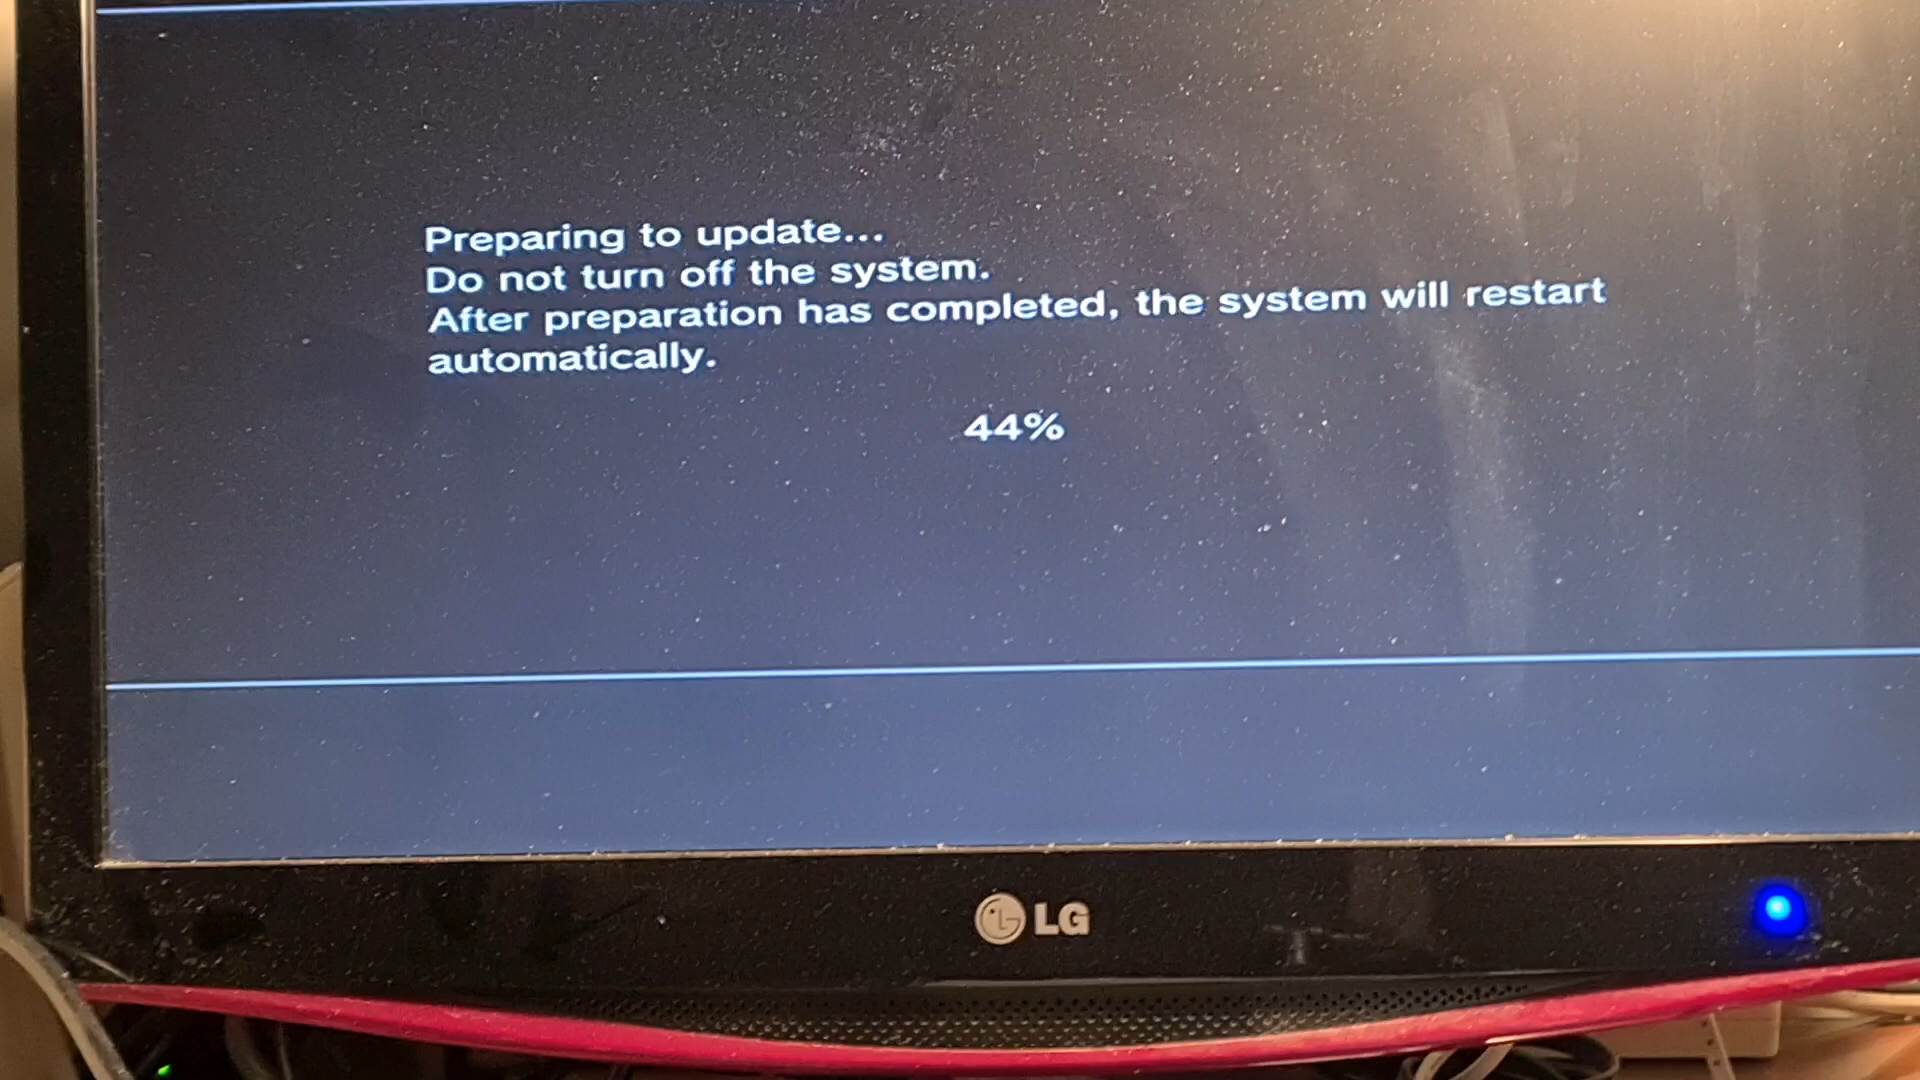 Preparing to update...
Do not turn off the system.
After preparation has completed, the system will restart
automatically.
44%
LG